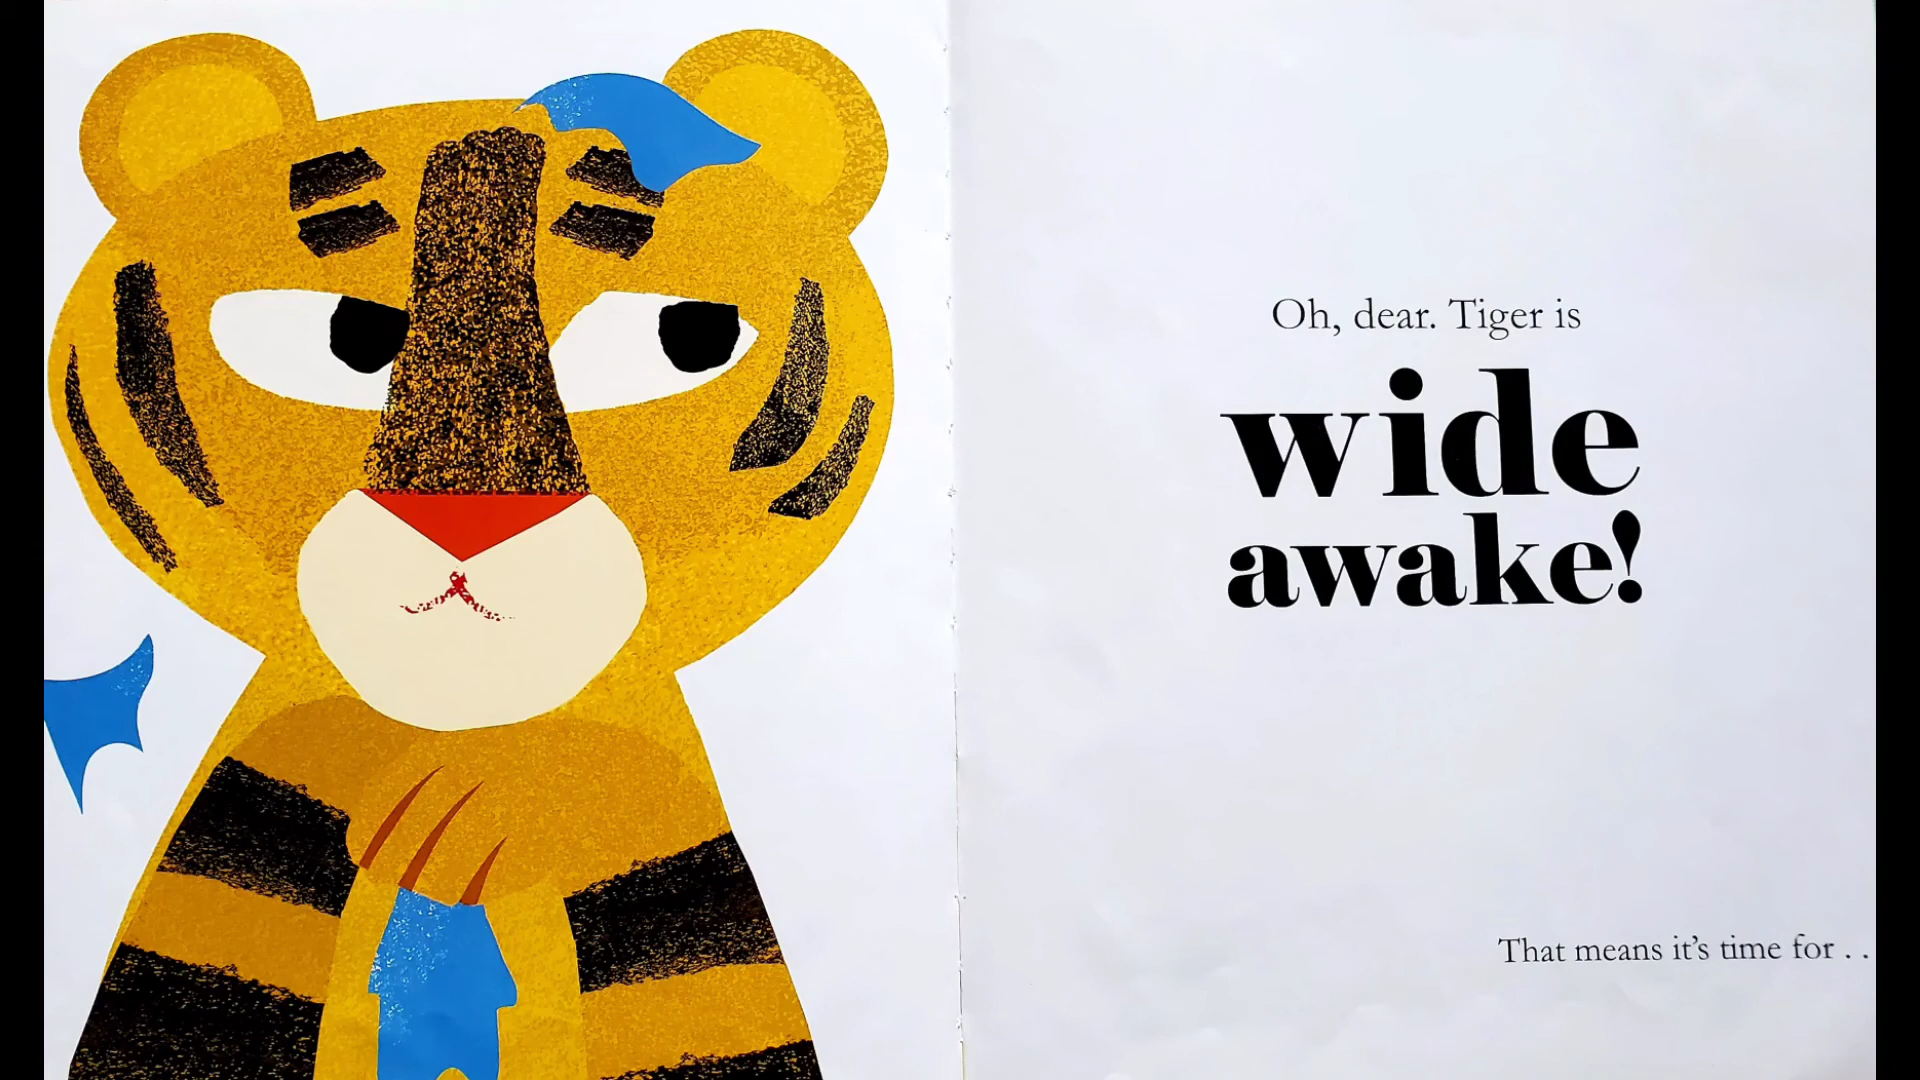 Oh, dear. Tiger is
wide
awake!
That means it's time for . .